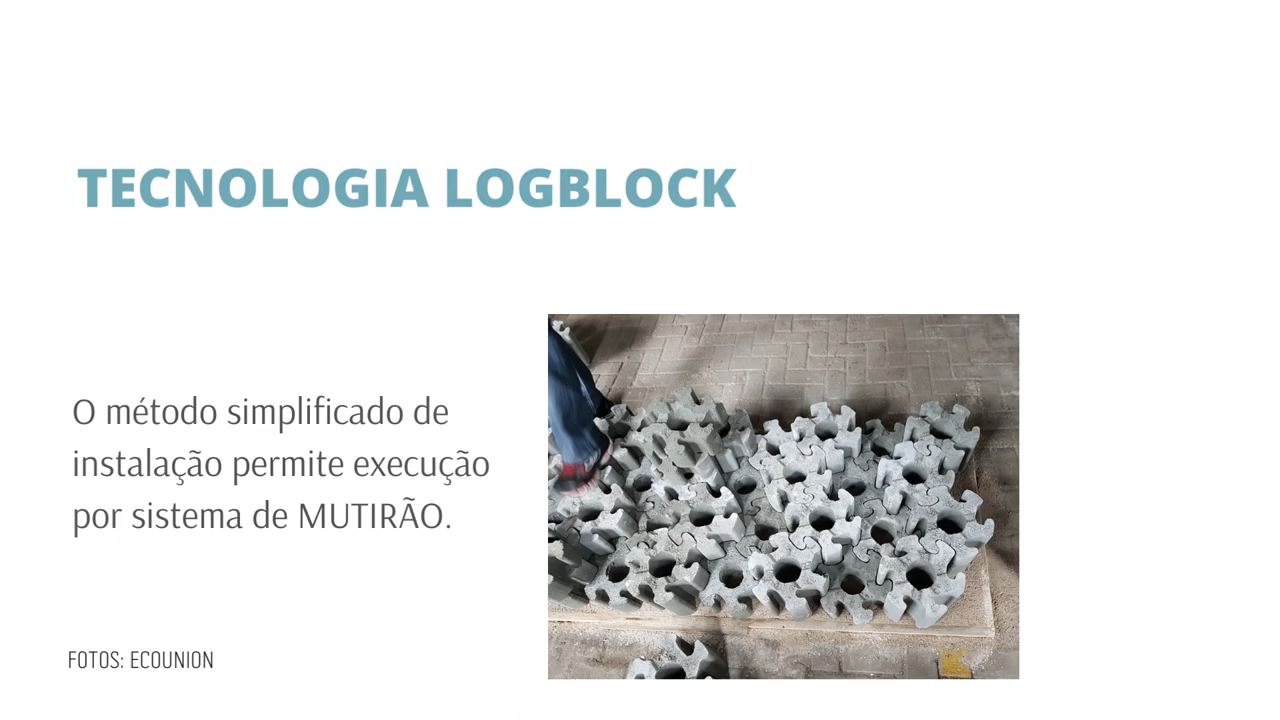 TECNOLOGIA LOGBLOCK
O método simplificado de
instalação permite execução
por sistema de MUTIRÃO.
FOTOS: ECOUNION